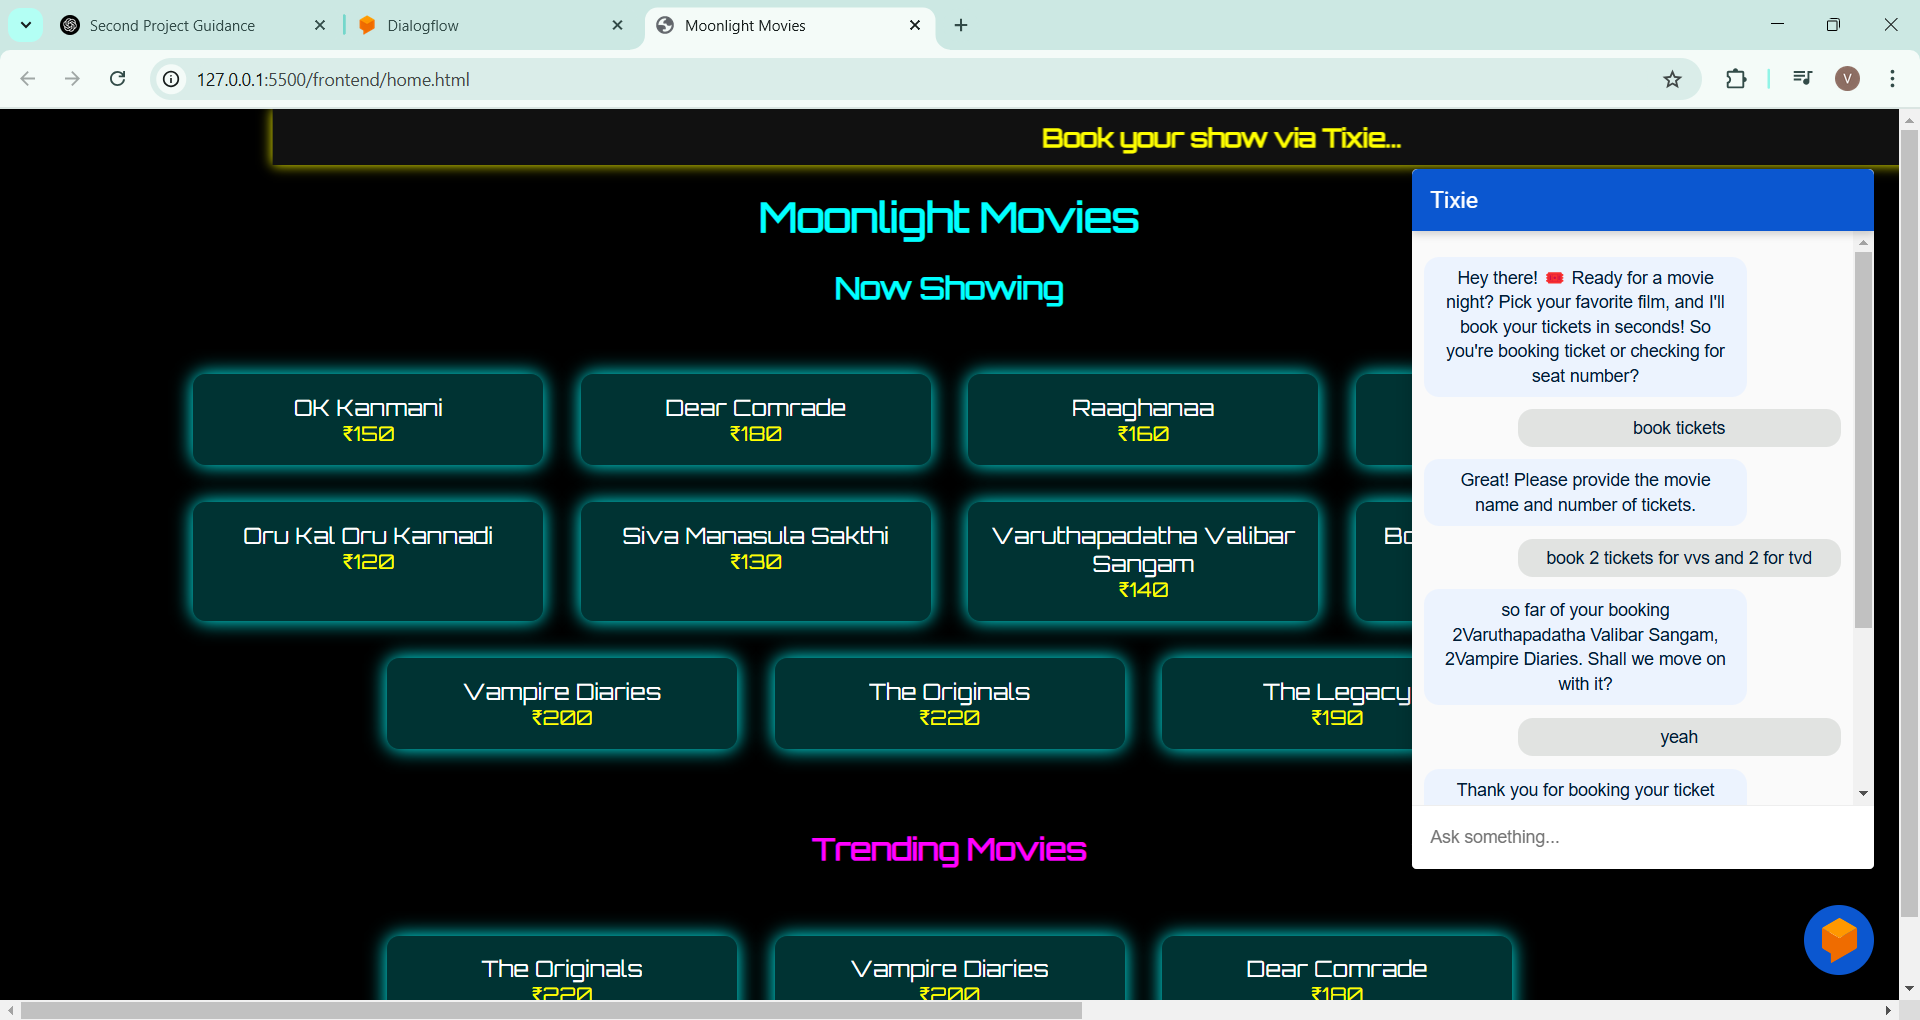 Second Project Guidance
Dialogflow
Moonlight Movies
127.0.0.1:5500/frontend/home.html
V
Book your show via Tixie...
Moonlight Movies
Now Showing
OK Kanmani
₹150
Dear Comrade
₹180
Raaghanaa
₹160
Oru Kal Oru Kannadi
₹120
Siva Manasula Sakthi
₹130
Varuthapadatha Valibar
Sangam
₹140
Bo
Vampire Diaries
₹200
The Originals
₹220
The Legacy
₹190
Trending Movies
The Originals
₹220
Vampire Diaries
₹200
Dear Comrade
₹180
Tixie
Hey there! 🎟️ Ready for a movie
night? Pick your favorite film, and I'll
book your tickets in seconds! So
you're booking ticket or checking for
seat number?
book tickets
Great! Please provide the movie
name and number of tickets.
book 2 tickets for vvs and 2 for tvd
so far of your booking
2Varuthapadatha Valibar Sangam,
2Vampire Diaries. Shall we move on
with it?
yeah
Thank you for booking your ticket
Ask something...